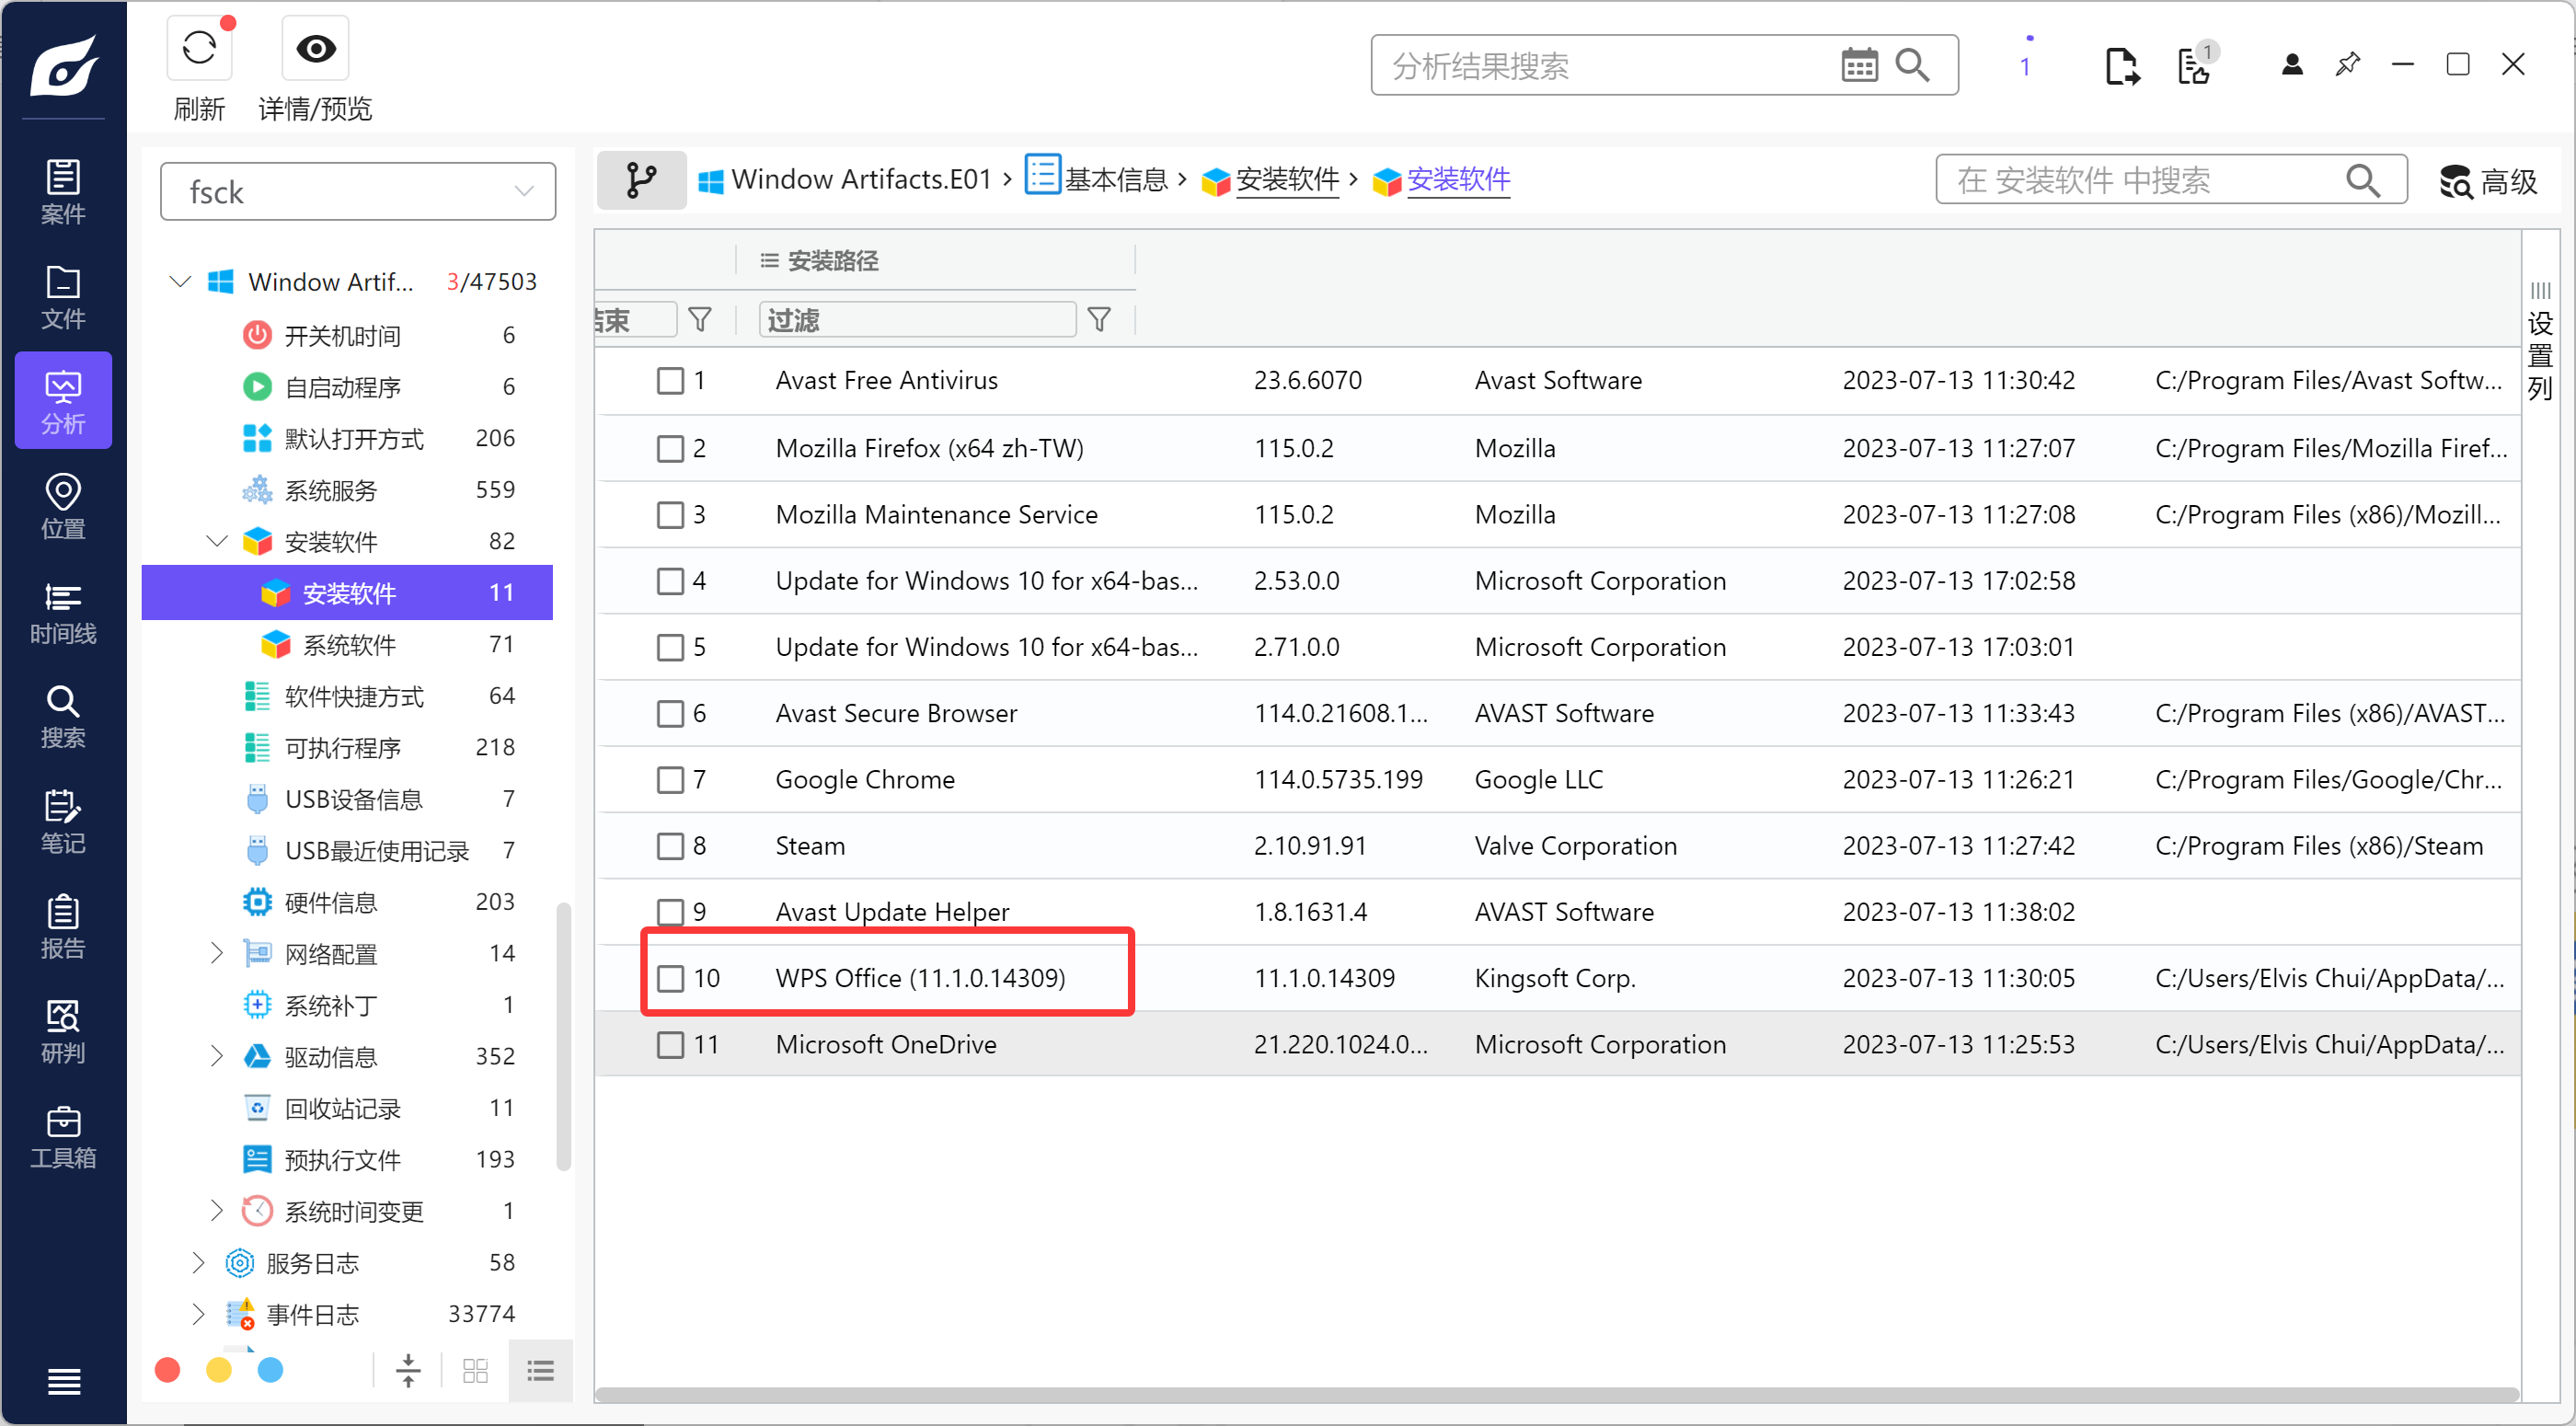 刷新
详情/预览
分析结果搜索
1
1
案件
文件
分析
位置
时间线
搜索
笔记
报告
研判
工具箱
fsck
Window Artif... 3/47503
开关机时间 6
自启动程序 6
默认打开方式 206
系统服务 559
安装软件 82
安装软件 11
系统软件 71
软件快捷方式 64
可执行程序 218
USB设备信息 7
USB最近使用记录 7
硬件信息 203
网络配置 14
系统补丁 1
驱动信息 352
回收站记录 11
预执行文件 193
系统时间变更 1
服务日志 58
事件日志 33774
Window Artifacts.E01 › 基本信息 › 安装软件 › 安装软件
在 安装软件 中搜索
高级
安装路径
结束
过滤
设置列
1 Avast Free Antivirus 23.6.6070 Avast Software 2023-07-13 11:30:42 C:/Program Files/Avast Softw...
2 Mozilla Firefox (x64 zh-TW) 115.0.2 Mozilla 2023-07-13 11:27:07 C:/Program Files/Mozilla Firef...
3 Mozilla Maintenance Service 115.0.2 Mozilla 2023-07-13 11:27:08 C:/Program Files (x86)/Mozill...
4 Update for Windows 10 for x64-bas... 2.53.0.0 Microsoft Corporation 2023-07-13 17:02:58
5 Update for Windows 10 for x64-bas... 2.71.0.0 Microsoft Corporation 2023-07-13 17:03:01
6 Avast Secure Browser 114.0.21608.1... AVAST Software 2023-07-13 11:33:43 C:/Program Files (x86)/AVAST...
7 Google Chrome 114.0.5735.199 Google LLC 2023-07-13 11:26:21 C:/Program Files/Google/Chr...
8 Steam 2.10.91.91 Valve Corporation 2023-07-13 11:27:42 C:/Program Files (x86)/Steam
9 Avast Update Helper 1.8.1631.4 AVAST Software 2023-07-13 11:38:02
10 WPS Office (11.1.0.14309) 11.1.0.14309 Kingsoft Corp. 2023-07-13 11:30:05 C:/Users/Elvis Chui/AppData/...
11 Microsoft OneDrive 21.220.1024.0... Microsoft Corporation 2023-07-13 11:25:53 C:/Users/Elvis Chui/AppData/...